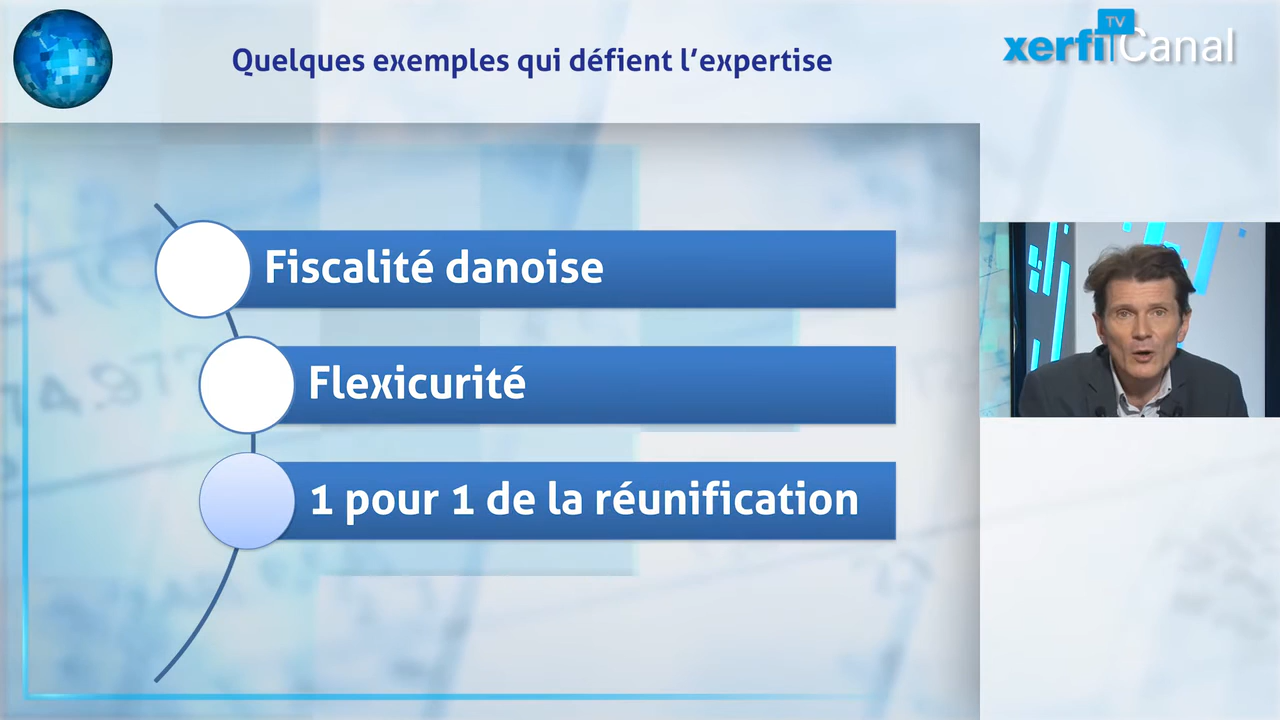 Quelques exemples qui défient l’expertise
xerfi TV Canal
Fiscalité danoise
Flexicurité
1 pour 1 de la réunification